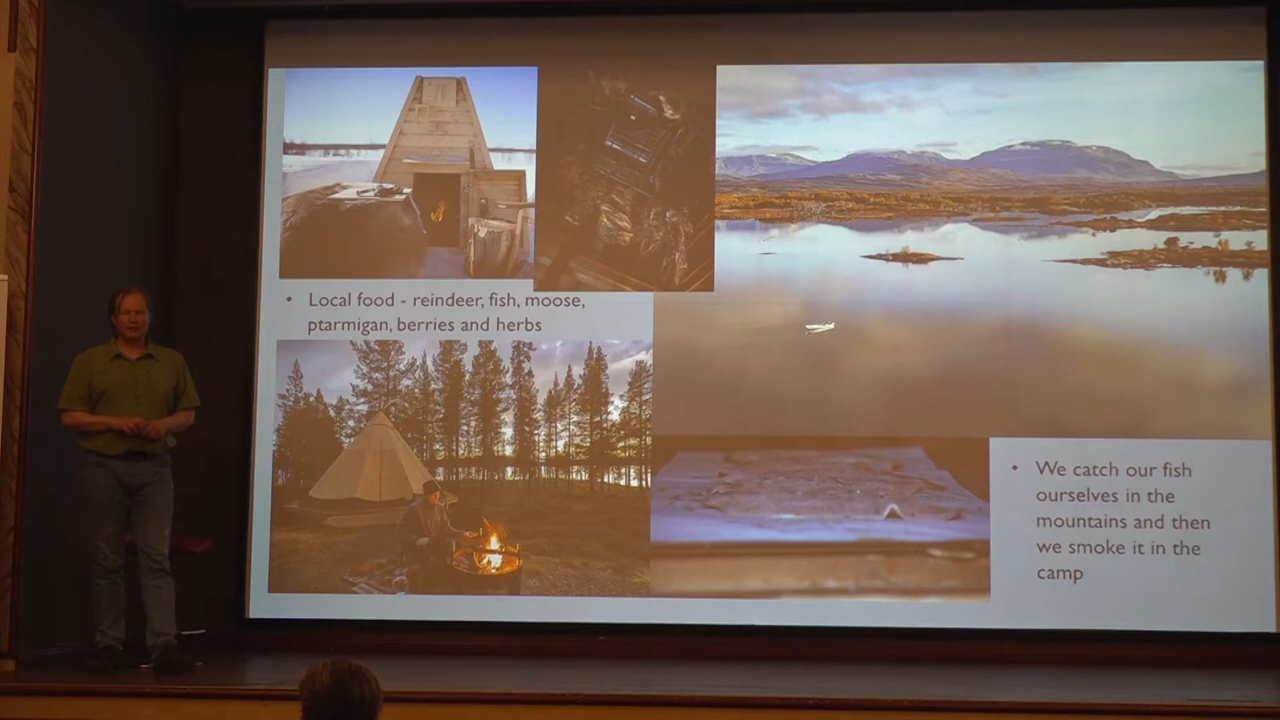 • Local food - reindeer, fish, moose,
ptarmigan, berries and herbs
• We catch our fish
ourselves in the
mountains and then
we smoke it in the
camp